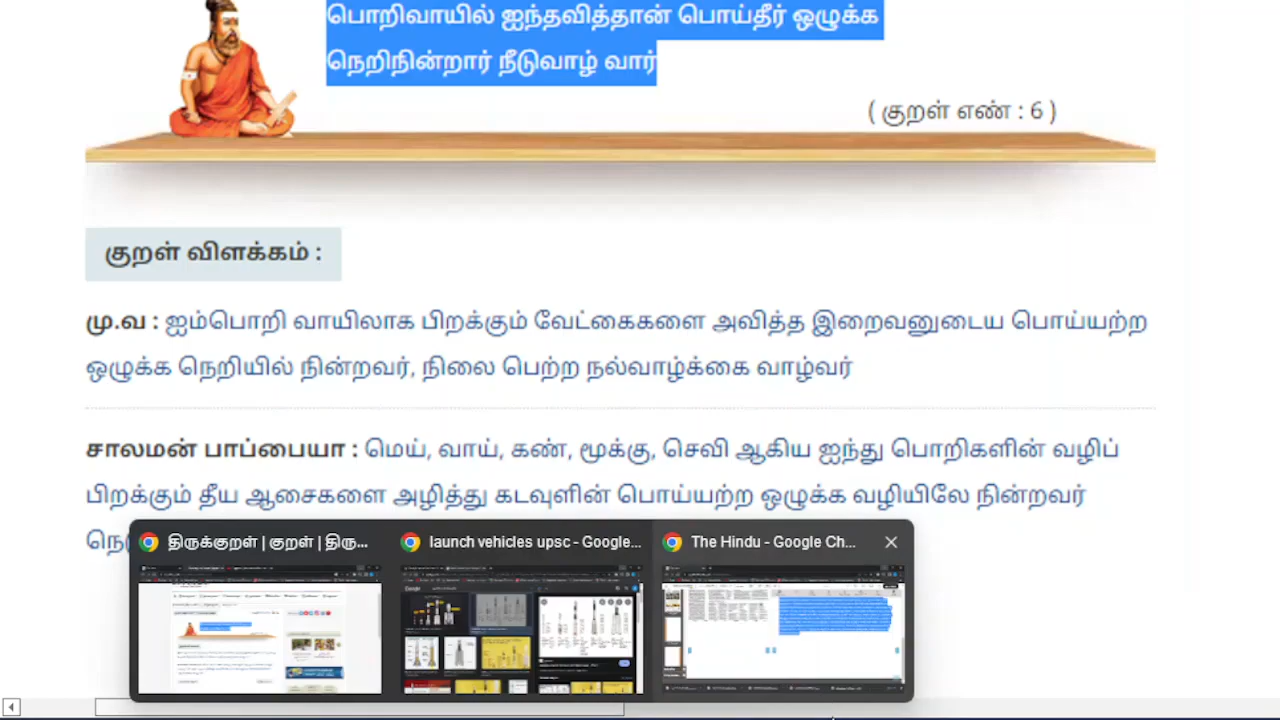 பொறிவாயில் ஐந்தவித்தான் பொய்தீர் ஒழுக்க
நெறிநின்றார் நீடுவாழ் வார்
( குறள் எண் : 6 )
குறள் விளக்கம் :
மு.வ : ஐம்பொறி வாயிலாக பிறக்கும் வேட்கைகளை அவித்த இறைவனுடைய பொய்யற்ற
ஒழுக்க நெறியில் நின்றவர், நிலை பெற்ற நல்வாழ்க்கை வாழ்வர்
சாலமன் பாப்பையா : மெய், வாய், கண், மூக்கு, செவி ஆகிய ஐந்து பொறிகளின் வழிப்
பிறக்கும் தீய ஆசைகளை அழித்து கடவுளின் பொய்யற்ற ஒழுக்க வழியிலே நின்றவர்
திருக்குறள் | குறள் | திரு...
launch vehicles upsc - Google...
The Hindu - Google Ch...